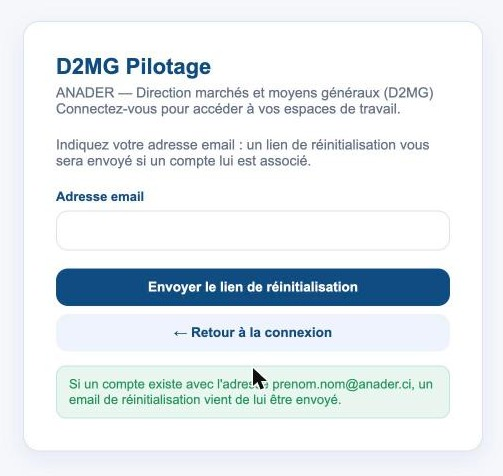 D2MG Pilotage
ANADER — Direction marchés et moyens généraux (D2MG)
Connectez-vous pour accéder à vos espaces de travail.
Indiquez votre adresse email : un lien de réinitialisation vous
sera envoyé si un compte lui est associé.
Adresse email
Envoyer le lien de réinitialisation
← Retour à la connexion
Si un compte existe avec l'adresse prenom.nom@anader.ci, un
email de réinitialisation vient de lui être envoyé.